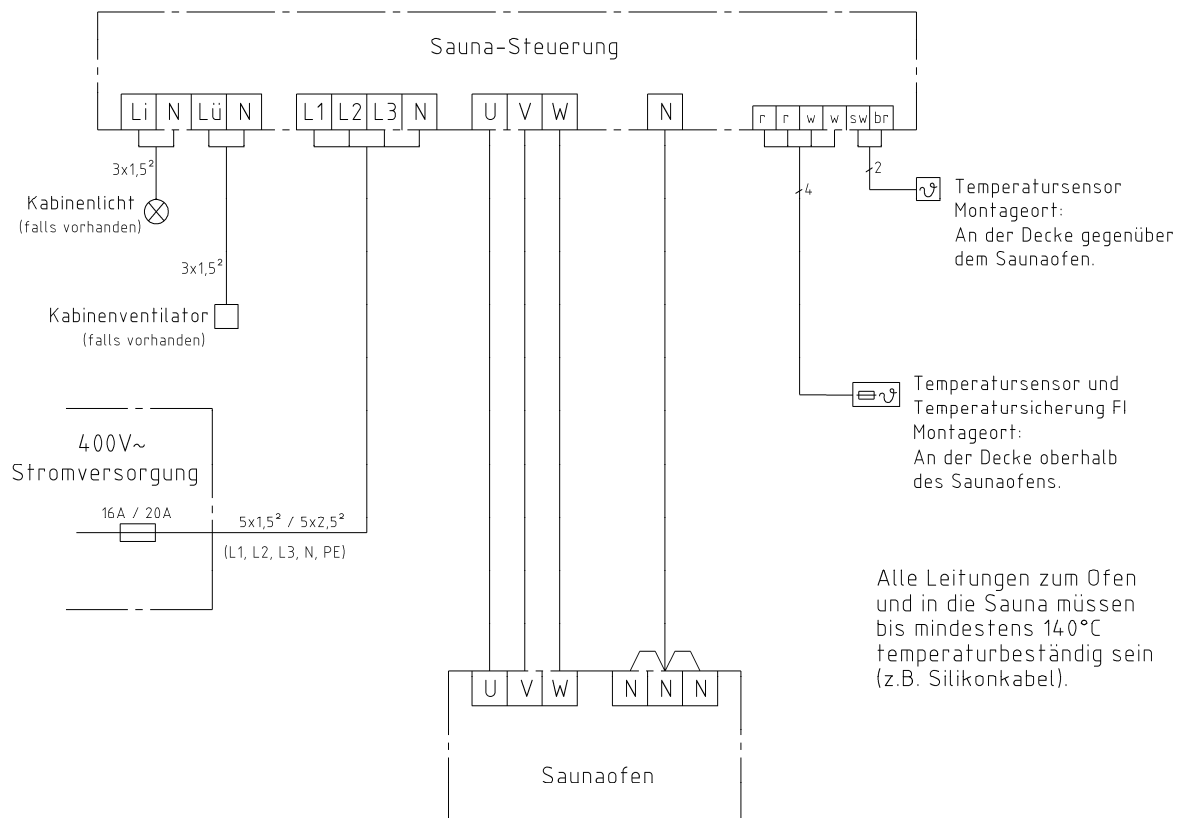 Sauna-Steuerung
Li N Lü N L1 L2 L3 N U V W N
r r w w sw br
3x1,5²
2
4
Kabinenlicht
(falls vorhanden)
Temperatursensor
Montageort:
An der Decke gegenüber
dem Saunaofen.
3x1,5²
Kabinenventilator
(falls vorhanden)
Temperatursensor und
Temperatursicherung FI
Montageort:
An der Decke oberhalb
des Saunaofens.
400V~
Stromversorgung
16A / 20A
5x1,5² / 5x2,5²
(L1, L2, L3, N, PE)
Alle Leitungen zum Ofen
und in die Sauna müssen
bis mindestens 140°C
temperaturbeständig sein
(z.B. Silikonkabel).
U V W N N N
Saunaofen